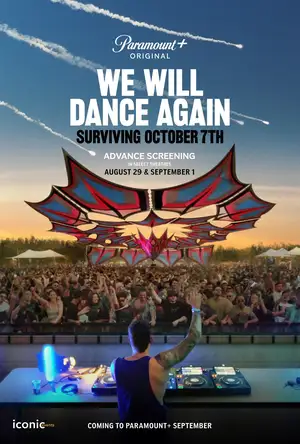 Paramount+
ORIGINAL
WE WILL
DANCE AGAIN
SURVIVING OCTOBER 7TH
ADVANCE SCREENING
IN SELECT THEATERS
AUGUST 29 & SEPTEMBER 1
iconic
COMING TO PARAMOUNT+ SEPTEMBER